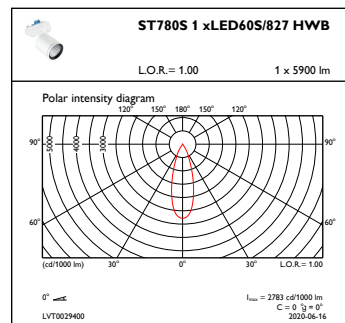 ST780S 1 xLED60S/827 HWB
L.O.R.= 1.00 1 x 5900 lm
Polar intensity diagram
120° 150° 180° 150° 120°
90° 90°
5000 4000 3000
60° 60°
(cd/1000 lm) 30° 0° 30° L.O.R.= 1.00
0° Imax = 2783 cd/1000 lm
C = 0 °g = 0°
LVT0029400 2020-06-16